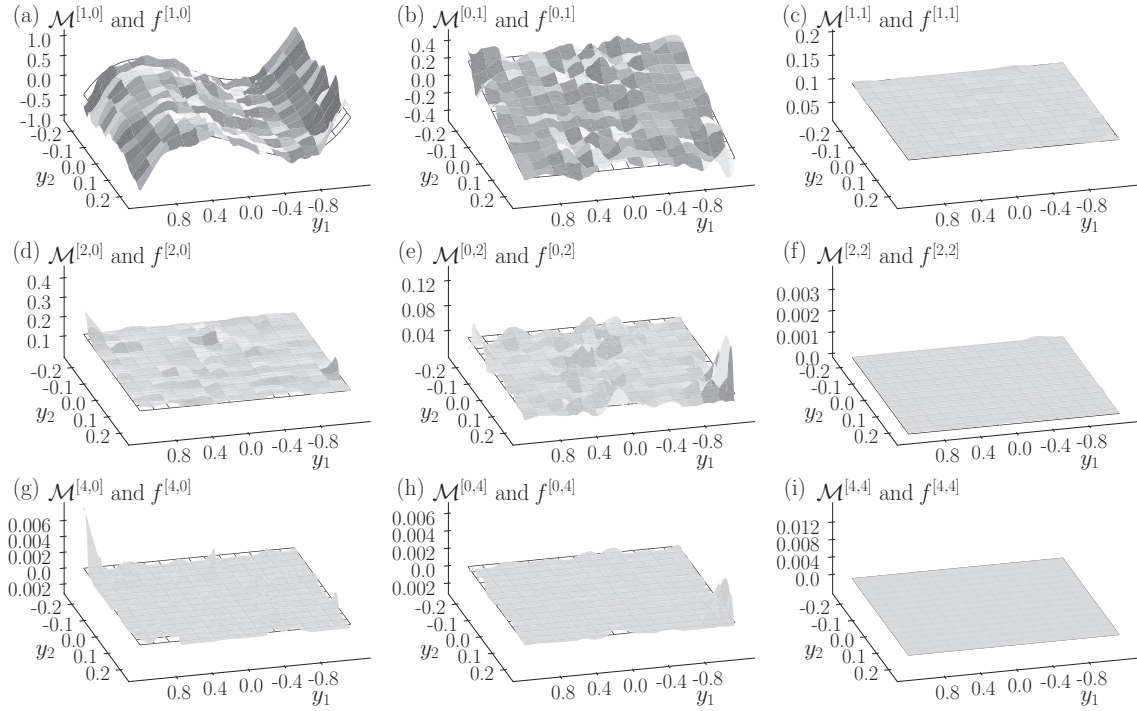 (a) 𝓜^[1,0] and f^[1,0]
1.0
0.5
0.0
-0.5
-1.0
-0.2
-0.1
0.0
0.1
0.2
y₂
0.8 0.4 0.0 -0.4 -0.8
y₁
(b) 𝓜^[0,1] and f^[0,1]
0.4
0.2
0.0
-0.2
-0.4
-0.2
-0.1
0.0
0.1
0.2
y₂
0.8 0.4 0.0 -0.4 -0.8
y₁
(c) 𝓜^[1,1] and f^[1,1]
0.2
0.15
0.1
0.05
-0.2
-0.1
0.0
0.1
0.2
y₂
0.8 0.4 0.0 -0.4 -0.8
y₁
(d) 𝓜^[2,0] and f^[2,0]
0.4
0.3
0.2
0.1
-0.2
-0.1
0.0
0.1
0.2
y₂
0.8 0.4 0.0 -0.4 -0.8
y₁
(e) 𝓜^[0,2] and f^[0,2]
0.12
0.08
0.04
-0.2
-0.1
0.0
0.1
0.2
y₂
0.8 0.4 0.0 -0.4 -0.8
y₁
(f) 𝓜^[2,2] and f^[2,2]
0.003
0.002
0.001
0.0
-0.2
-0.1
0.0
0.1
0.2
y₂
0.8 0.4 0.0 -0.4 -0.8
y₁
(g) 𝓜^[4,0] and f^[4,0]
0.006
0.004
0.002
0.0
0.002
-0.2
-0.1
0.0
0.1
0.2
y₂
0.8 0.4 0.0 -0.4 -0.8
y₁
(h) 𝓜^[0,4] and f^[0,4]
0.006
0.004
0.002
0.0
0.002
-0.2
-0.1
0.0
0.1
0.2
y₂
0.8 0.4 0.0 -0.4 -0.8
y₁
(i) 𝓜^[4,4] and f^[4,4]
0.012
0.008
0.004
0.0
-0.2
-0.1
0.0
0.1
0.2
y₂
0.8 0.4 0.0 -0.4 -0.8
y₁